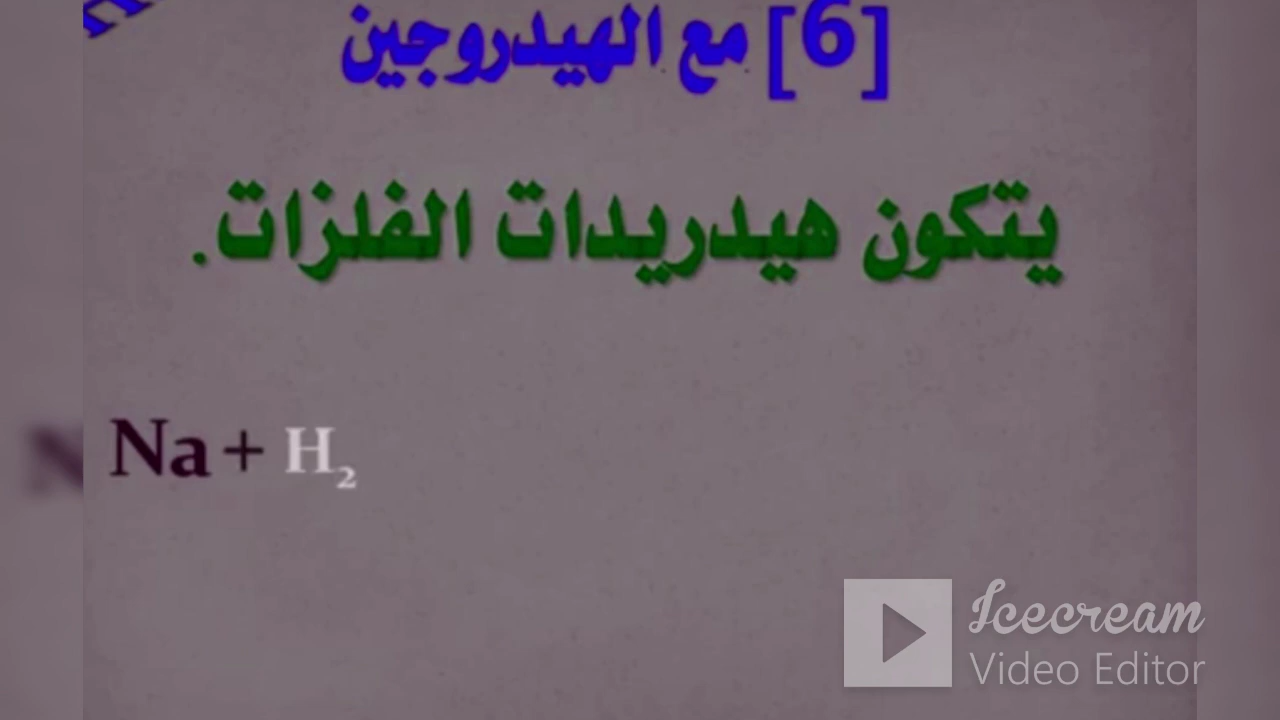 [6] مع الهيدروجين
يتكون هيدريدات الفلزات.
Na + H₂
Icecream
Video Editor